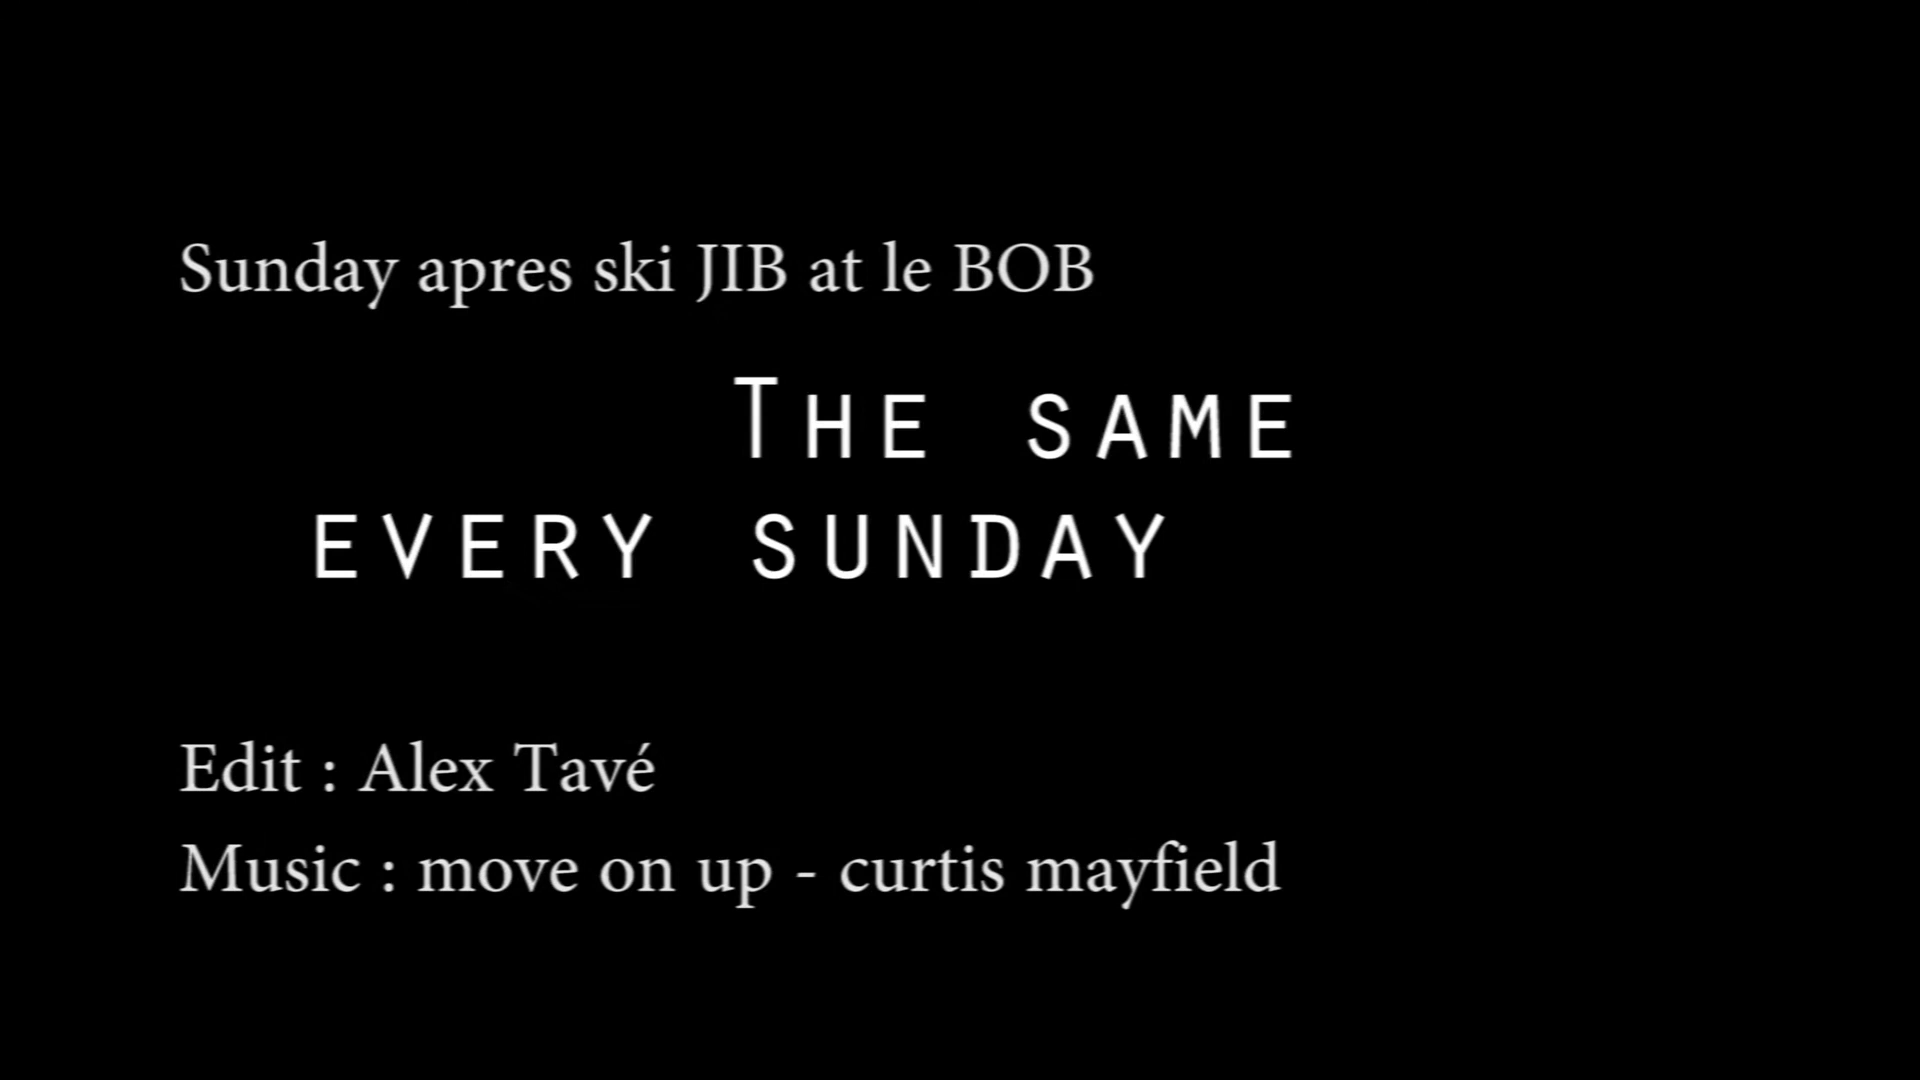 Sunday apres ski JIB at le BOB
The same
every sunday
Edit : Alex Tavé
Music : move on up - curtis mayfield